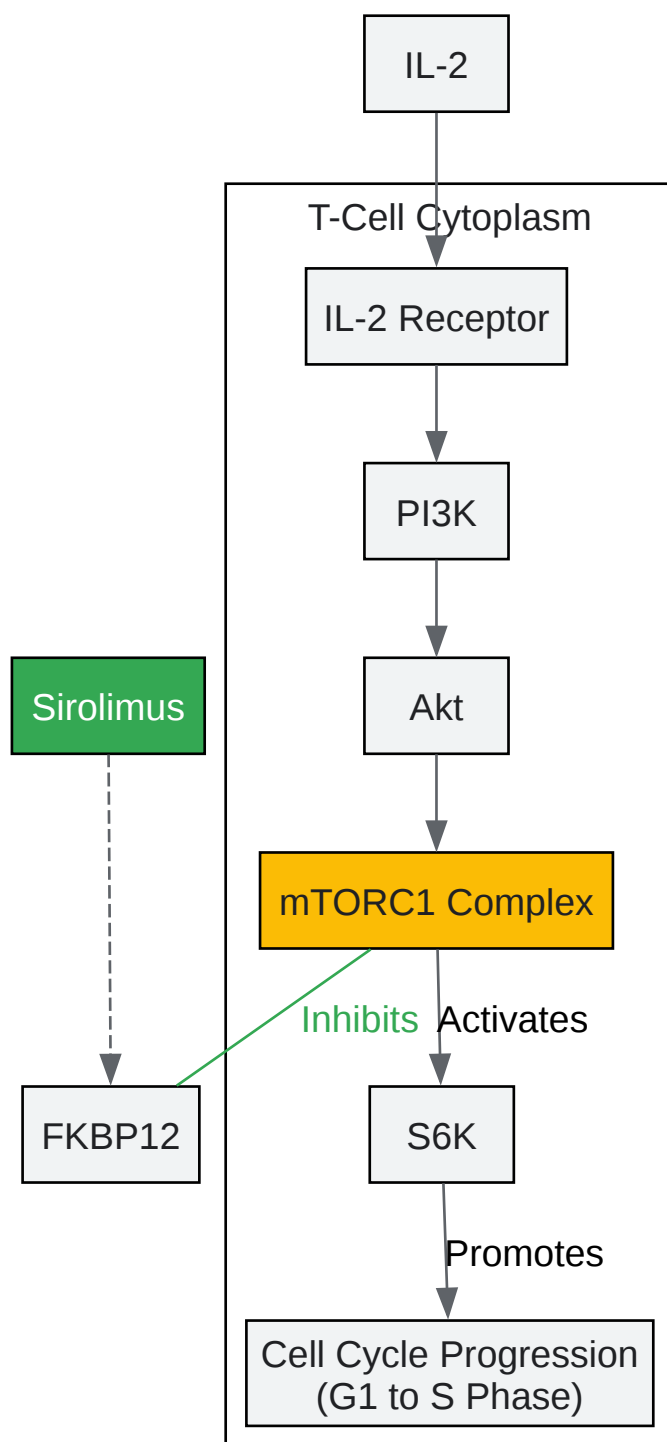 IL-2
T-Cell Cytoplasm
IL-2 Receptor
PI3K
Sirolimus
Akt
mTORC1 Complex
Inhibits
Activates
FKBP12
S6K
Promotes
Cell Cycle Progression
(G1 to S Phase)